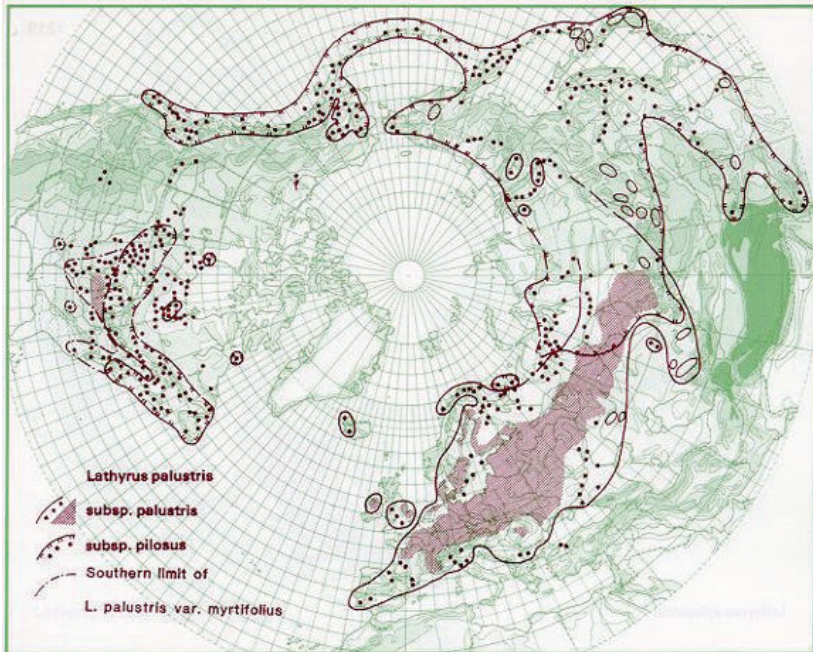 Lathyrus palustris
subsp. palustris
subsp. pilosus
Southern limit of
L. palustris var. myrtifolius